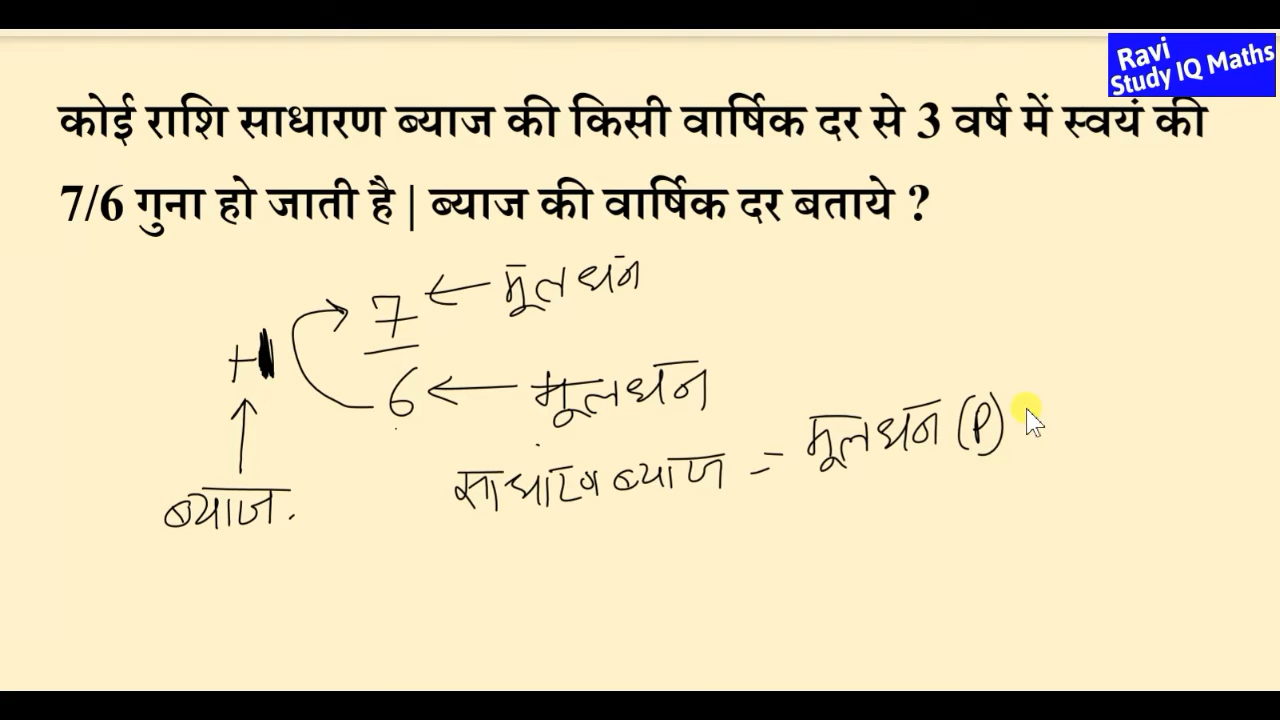 Ravi
Study IQ Maths
कोई राशि साधारण ब्याज की किसी वार्षिक दर से 3 वर्ष में स्वयं की
7/6 गुना हो जाती है | ब्याज की वार्षिक दर बताये ?
7 ← मूलधन
+1
6 ← मूलधन
साधारण ब्याज = मूलधन (P)
ब्याज.